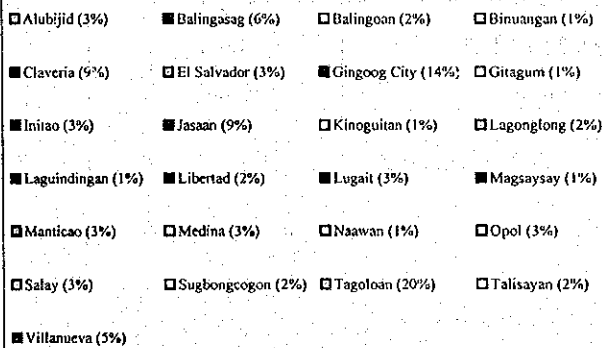 Alubijid (3%) Balingasag (6%) Balingoan (2%) Binuangan (1%)
Claveria (9%) El Salvador (3%) Gingoog City (14%) Gitagum (1%)
Initao (3%) Jasaan (9%) Kinoguitan (1%) Lagonglong (2%)
Laguindingan (1%) Libertad (2%) Lugait (3%) Magsaysay (1%)
Manticao (3%) Medina (3%) Naawan (1%) Opol (3%)
Salay (3%) Sugbongcogon (2%) Tagoloan (20%) Talisayan (2%)
Villanueva (5%)